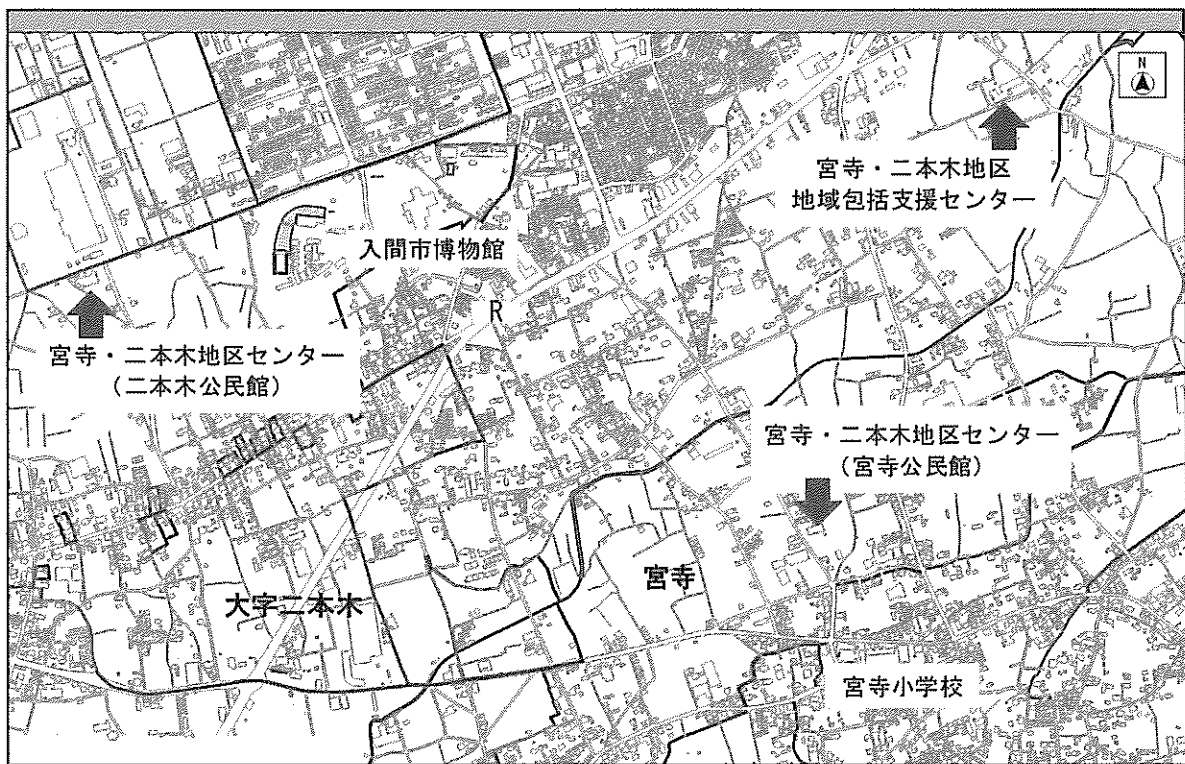 N
宮寺・二本木地区
地域包括支援センター
入間市博物館
R
宮寺・二本木地区センター
(二本木公民館)
宮寺・二本木地区センター
(宮寺公民館)
宮寺
大字二本木
宮寺小学校